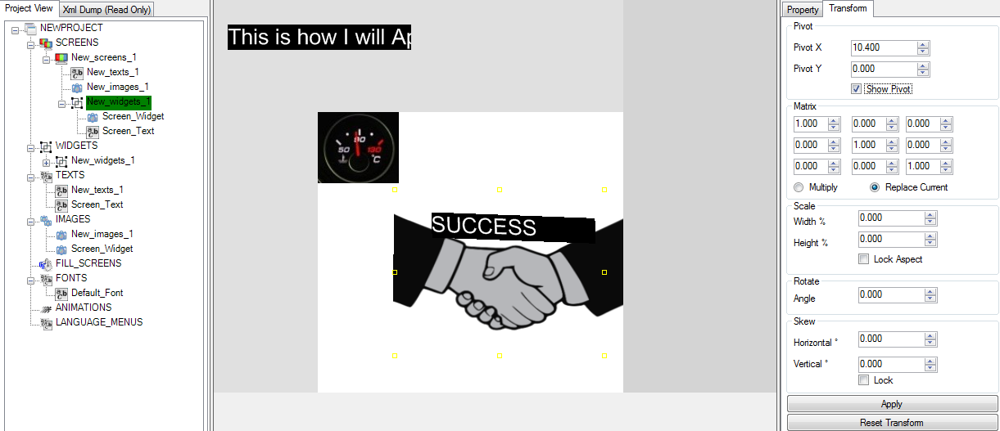 Project View
Xml Dump (Read Only)
NEWPROJECT
SCREENS
New_screens_1
New_texts_1
New_images_1
New_widgets_1
Screen_Widget
Screen_Text
WIDGETS
New_widgets_1
TEXTS
New_texts_1
Screen_Text
IMAGES
New_images_1
Screen_Widget
FILL_SCREENS
FONTS
Default_Font
ANIMATIONS
LANGUAGE_MENUS
This is how I will Ap
50 90 130
°C
SUCCESS
Property
Transform
Pivot
Pivot X 10.400
Pivot Y 0.000
Show Pivot
Matrix
1.000 0.000 0.000
0.000 1.000 0.000
0.000 0.000 1.000
Multiply Replace Current
Scale
Width % 0.000
Height % 0.000
Lock Aspect
Rotate
Angle 0.000
Skew
Horizontal ° 0.000
Vertical ° 0.000
Lock
Apply
Reset Transform